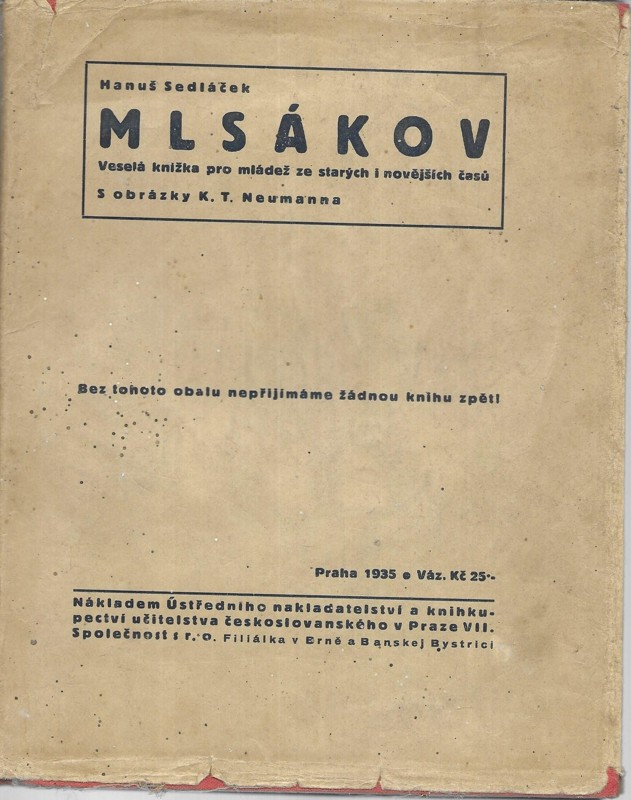 Hanuš Sedláček
MLSÁKOV
Veselá knížka pro mládež ze starých i novějších časů
S obrázky K. T. Neumanna
Bez tohoto obalu nepřijímáme žádnou knihu zpět!
Praha 1935 • Váz. Kč 25·-
Nákladem Ústředního nakladatelství a knihku-
pectví učitelstva československého v Praze VII.
Společnost s r. o. Filiálka v Brně a Banskej Bystrici